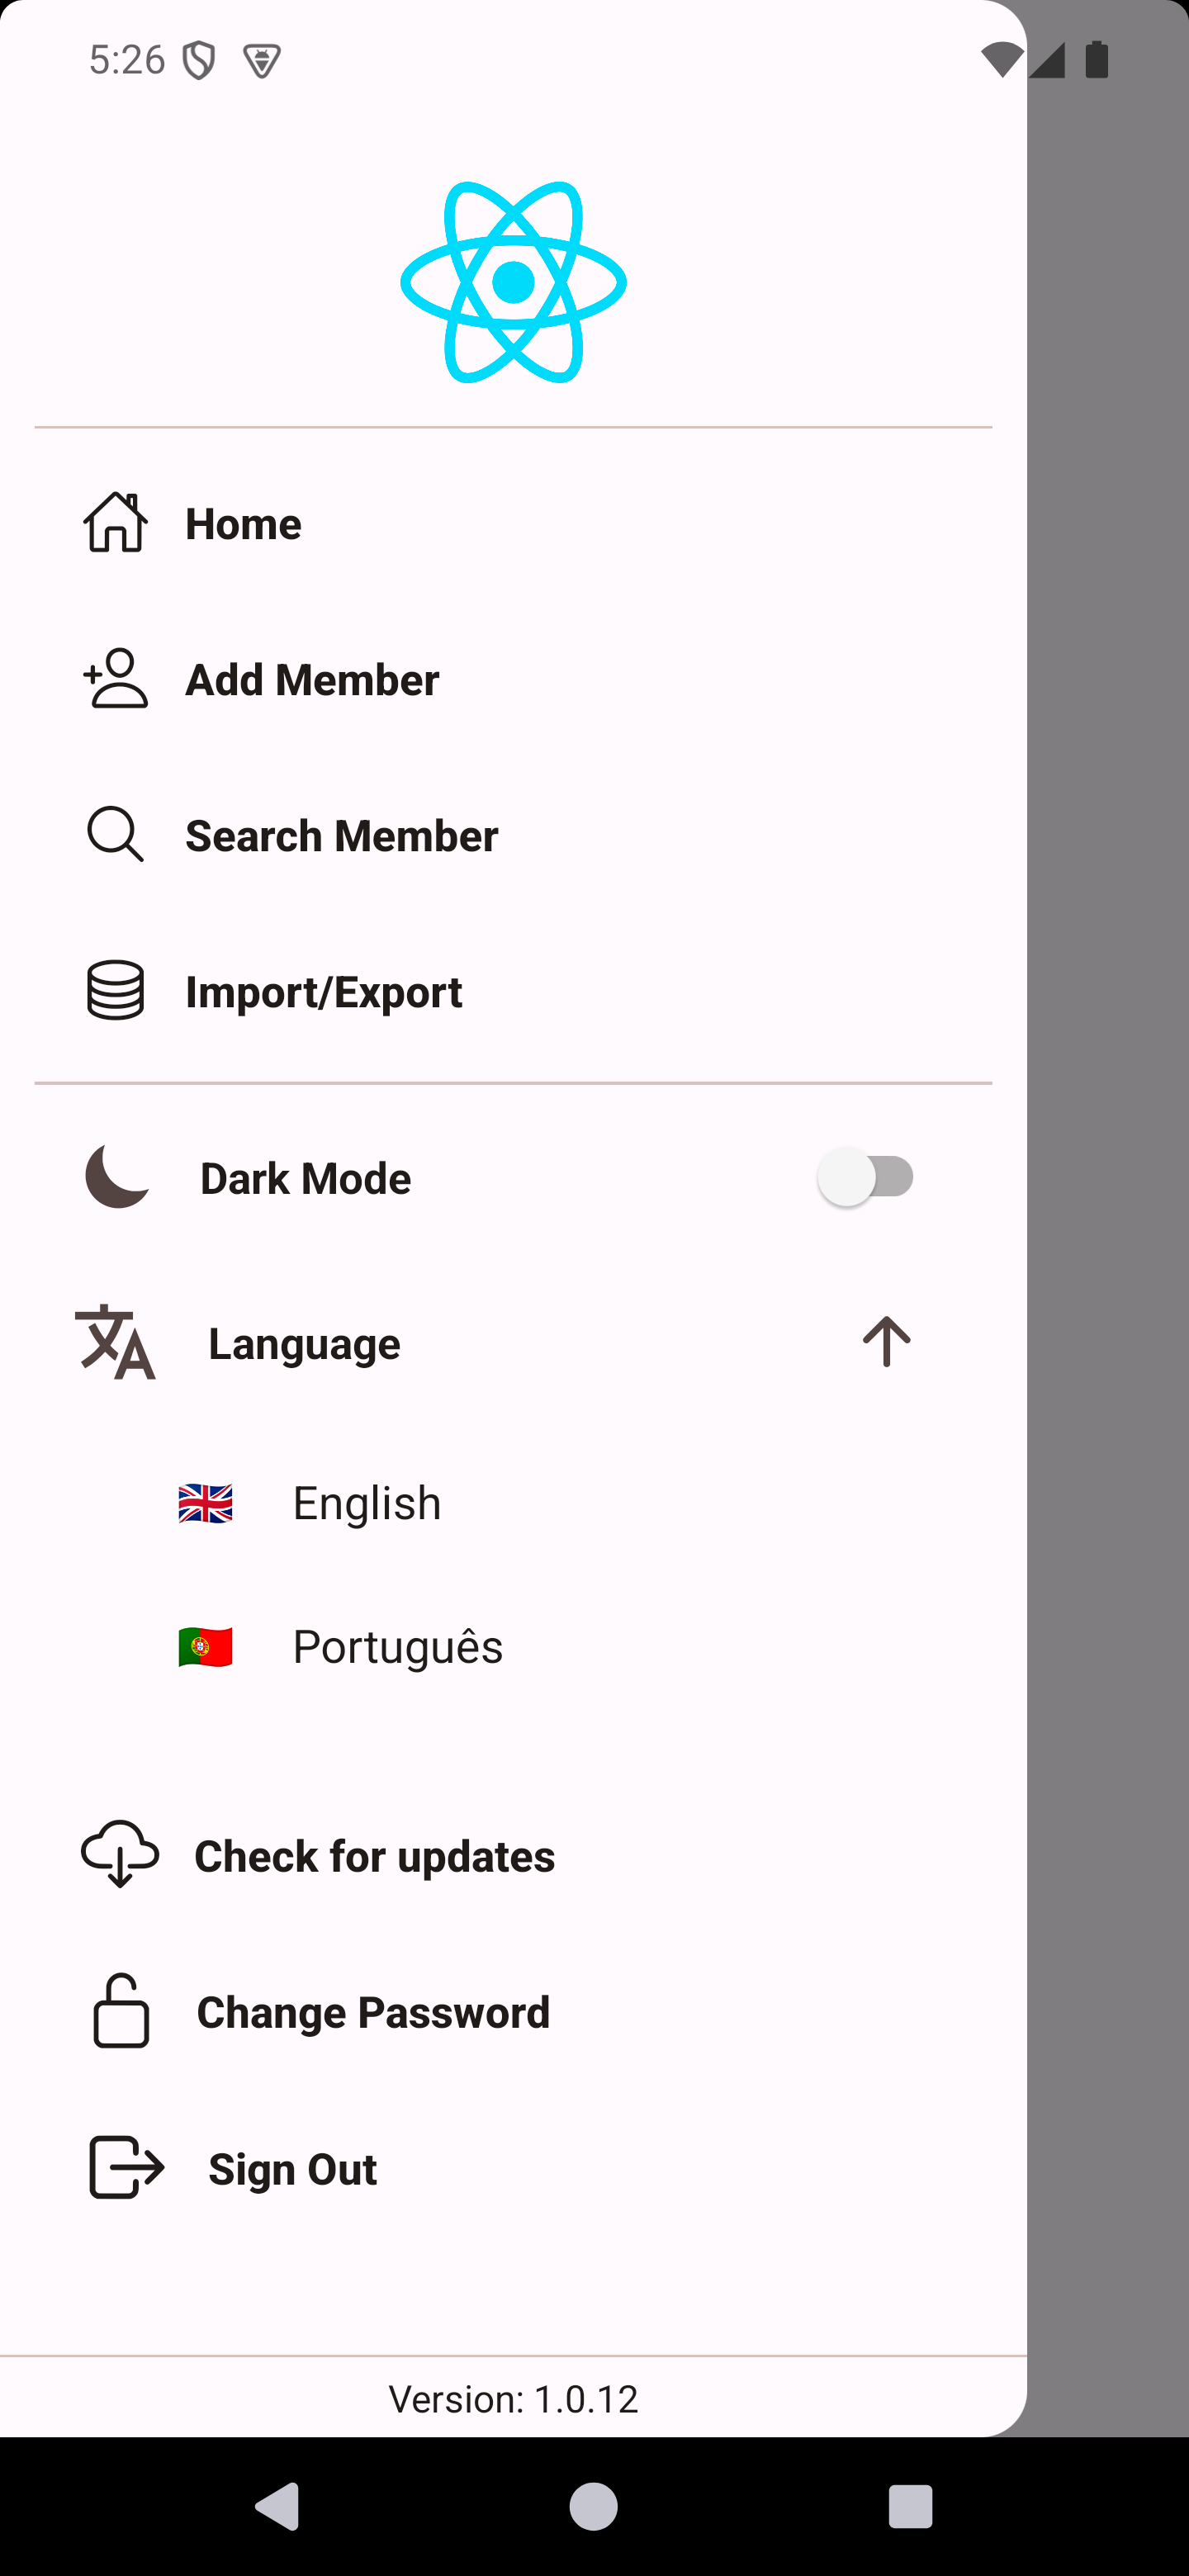 5:26
Home
Add Member
Search Member
Import/Export
Dark Mode
Language
English
Português
Check for updates
Change Password
Sign Out
Version: 1.0.12